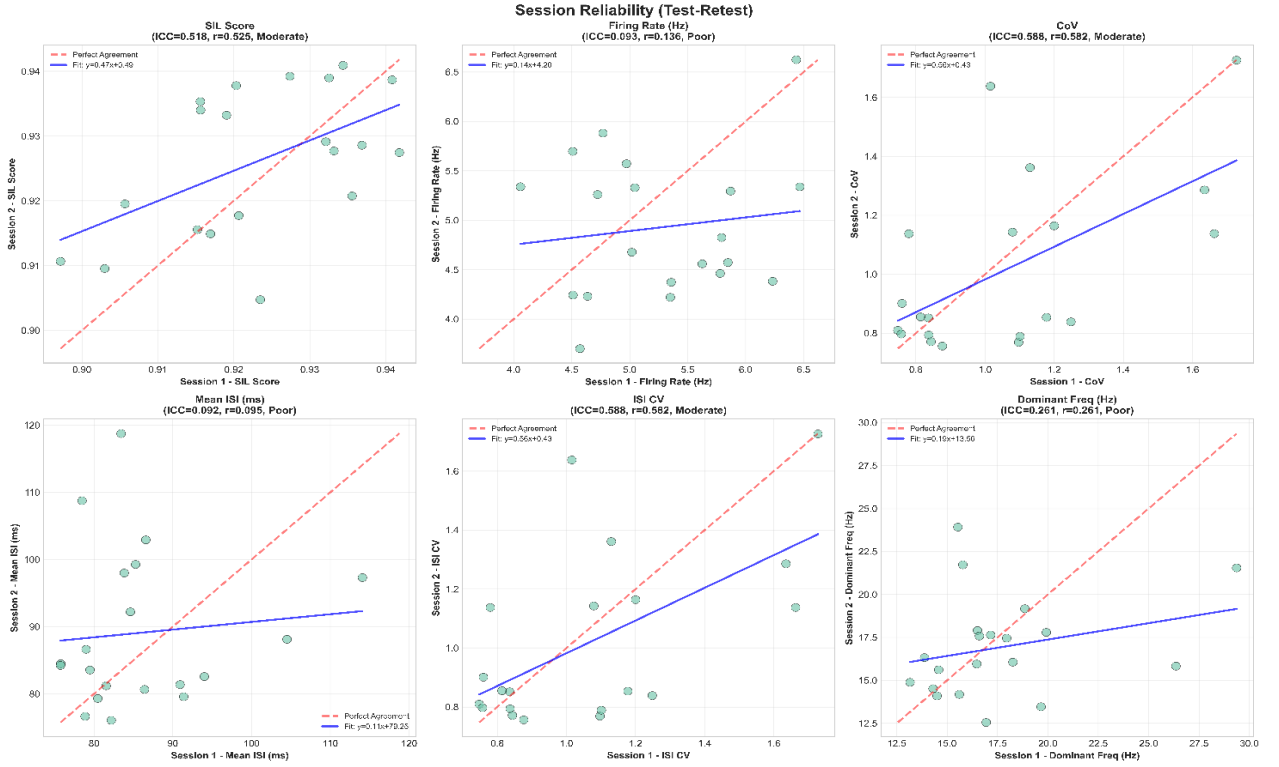 Session Reliability (Test-Retest)
SIL Score
(ICC=0.518, r=0.525, Moderate)
Perfect Agreement
Fit: y=0.47x+0.49
0.94
0.93
0.92
0.91
0.90
Session 2 - SIL Score
0.90
0.91
0.92
0.93
0.94
Session 1 - SIL Score
Firing Rate (Hz)
(ICC=0.093, r=0.136, Poor)
Perfect Agreement
Fit: y=0.14x+4.20
6.5
6.0
5.5
5.0
4.5
4.0
Session 2 - Firing Rate (Hz)
4.0
4.5
5.0
5.5
6.0
6.5
Session 1 - Firing Rate (Hz)
CoV
(ICC=0.588, r=0.582, Moderate)
Perfect Agreement
Fit: y=0.56x+0.43
1.6
1.4
1.2
1.0
0.8
Session 2 - CoV
0.8
1.0
1.2
1.4
1.6
Session 1 - CoV
Mean ISI (ms)
(ICC=0.092, r=0.095, Poor)
120
110
100
90
80
Session 2 - Mean ISI (ms)
Perfect Agreement
Fit: y=0.11x+79.25
80
90
100
110
120
Session 1 - Mean ISI (ms)
ISI CV
(ICC=0.588, r=0.582, Moderate)
Perfect Agreement
Fit: y=0.56x+0.43
1.6
1.4
1.2
1.0
0.8
Session 2 - ISI CV
0.8
1.0
1.2
1.4
1.6
Session 1 - ISI CV
Dominant Freq (Hz)
(ICC=0.261, r=0.261, Poor)
Perfect Agreement
Fit: y=0.19x+13.56
30.0
27.5
25.0
22.5
20.0
17.5
15.0
12.5
Session 2 - Dominant Freq (Hz)
12.5
15.0
17.5
20.0
22.5
25.0
27.5
30.0
Session 1 - Dominant Freq (Hz)